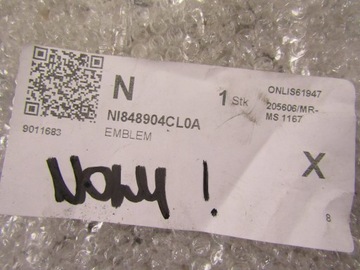 N
1 Stk
ONLIS61947
205606/MR-
MS 1167
NI848904CL0A
EMBLEM
9011683
X
Nowy !
8